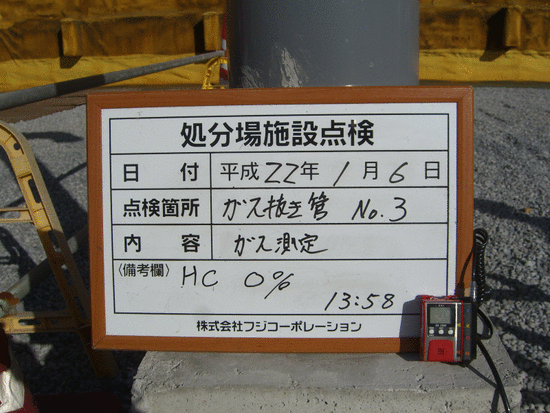 処分場施設点検
日付 平成22年1月6日
点検箇所 ガス抜き管 No.3
内容 ガス測定
〈備考欄〉 HC 0%
13:58
株式会社フジコーポレーション